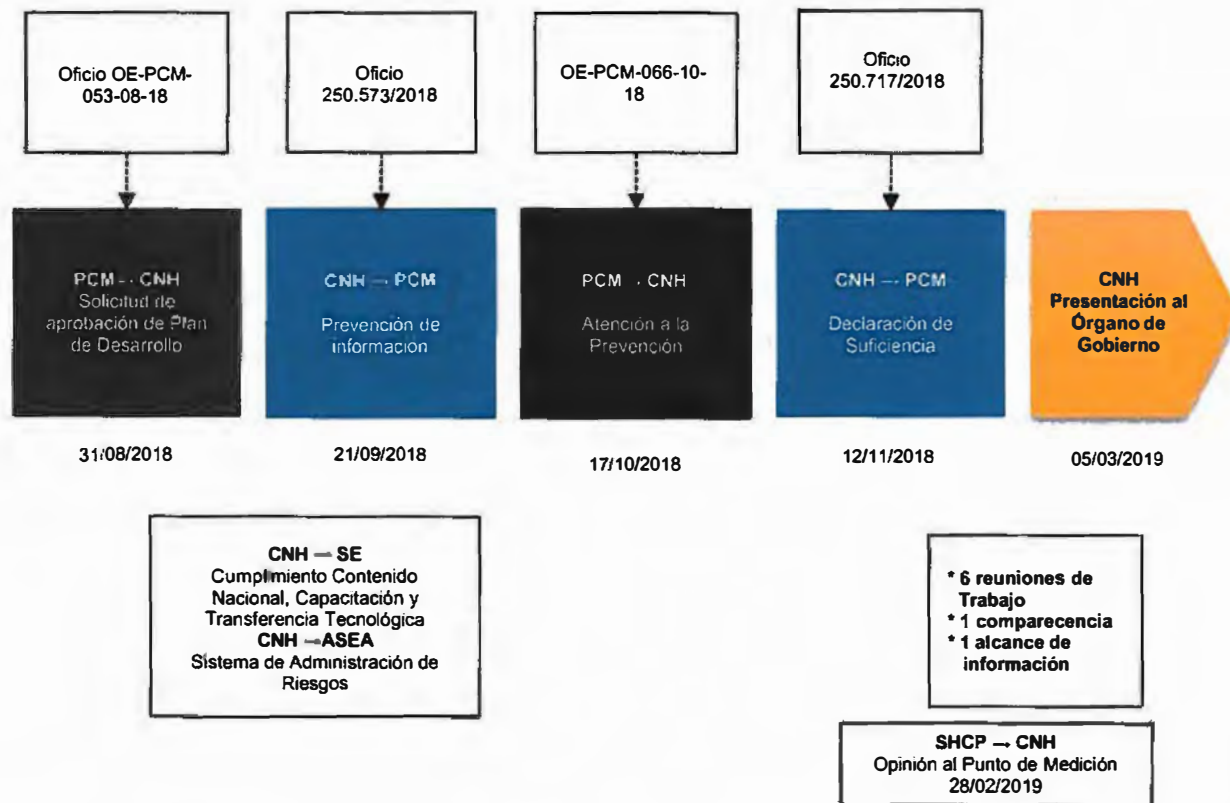 Oficio OE-PCM-
053-08-18
Oficio
250.573/2018
OE-PCM-066-10-
18
Oficio
250.717/2018
PCM → CNH
Solicitud de
aprobación de Plan
de Desarrollo
CNH → PCM
Prevención de
información
PCM → CNH
Atención a la
Prevención
CNH → PCM
Declaración de
Suficiencia
CNH
Presentación al
Órgano de
Gobierno
31/08/2018
21/09/2018
17/10/2018
12/11/2018
05/03/2019
CNH → SE
Cumplimiento Contenido
Nacional, Capacitación y
Transferencia Tecnológica
CNH → ASEA
Sistema de Administración de
Riesgos
* 6 reuniones de
Trabajo
* 1 comparecencia
* 1 alcance de
información
SHCP → CNH
Opinión al Punto de Medición
28/02/2019